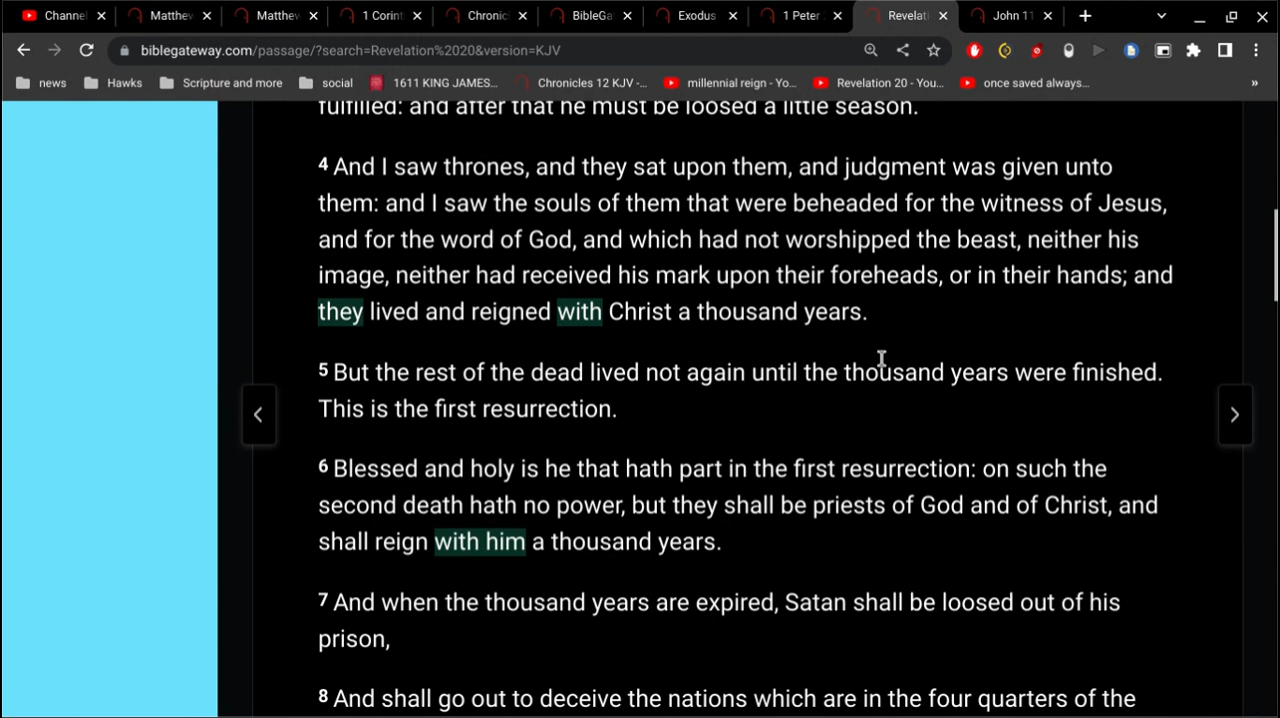 Channel
Matthew
Matthew
1 Corint
Chronic
BibleGa
Exodus
1 Peter
Revelati
John 11
biblegateway.com/passage/?search=Revelation%2020&version=KJV
news
Hawks
Scripture and more
social
1611 KING JAMES...
Chronicles 12 KJV -...
millennial reign - Yo...
Revelation 20 - You...
once saved always...
»
fulfilled: and after that he must be loosed a little season.
4 And I saw thrones, and they sat upon them, and judgment was given unto
them: and I saw the souls of them that were beheaded for the witness of Jesus,
and for the word of God, and which had not worshipped the beast, neither his
image, neither had received his mark upon their foreheads, or in their hands; and
they lived and reigned with Christ a thousand years.
5 But the rest of the dead lived not again until the thousand years were finished.
This is the first resurrection.
6 Blessed and holy is he that hath part in the first resurrection: on such the
second death hath no power, but they shall be priests of God and of Christ, and
shall reign with him a thousand years.
7 And when the thousand years are expired, Satan shall be loosed out of his
prison,
8 And shall go out to deceive the nations which are in the four quarters of the